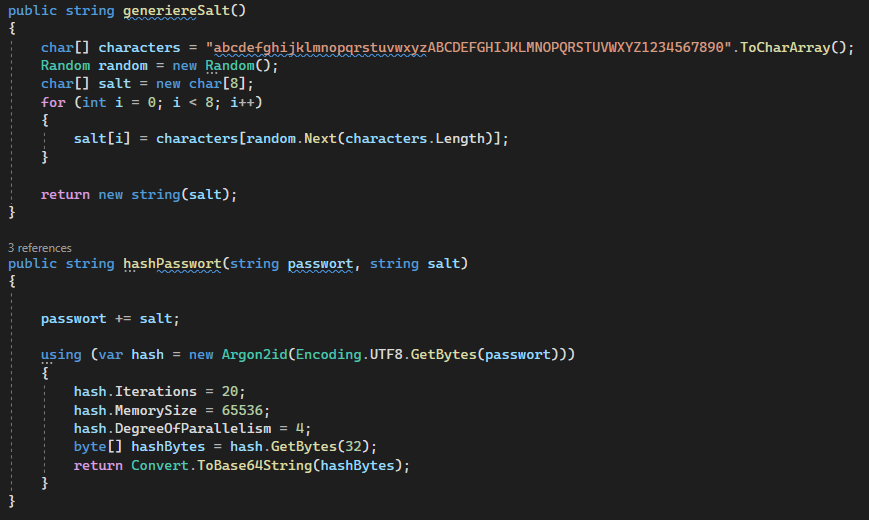 public string generiereSalt()
{
char[] characters = "abcdefghijklmnopqrstuvwxyzABCDEFGHIJKLMNOPQRSTUVWXYZ1234567890".ToCharArray();
Random random = new Random();
char[] salt = new char[8];
for (int i = 0; i < 8; i++)
{
salt[i] = characters[random.Next(characters.Length)];
}
return new string(salt);
}
3 references
public string hashPasswort(string passwort, string salt)
{
passwort += salt;
using (var hash = new Argon2id(Encoding.UTF8.GetBytes(passwort)))
{
hash.Iterations = 20;
hash.MemorySize = 65536;
hash.DegreeOfParallelism = 4;
byte[] hashBytes = hash.GetBytes(32);
return Convert.ToBase64String(hashBytes);
}
}